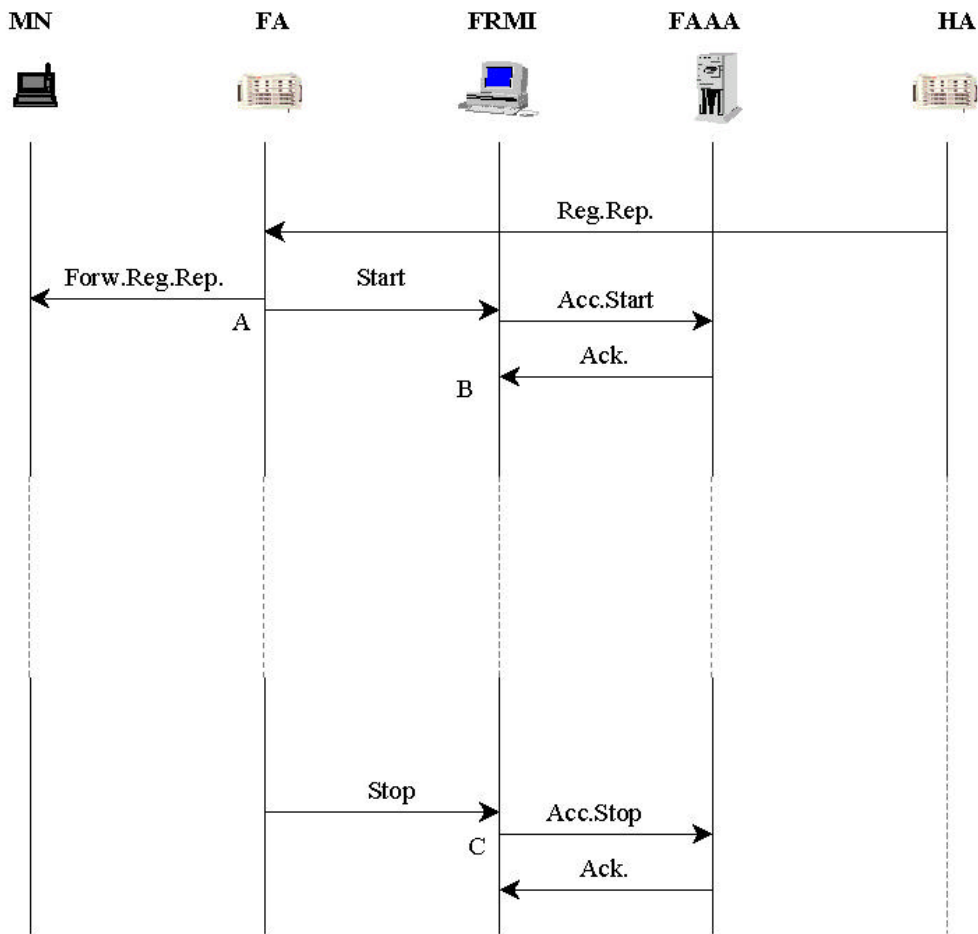 MN FA FRMI FAAA HA
Reg.Rep.
Forw.Reg.Rep. Start
Acc.Start
A
Ack.
B
Stop
Acc.Stop
C
Ack.